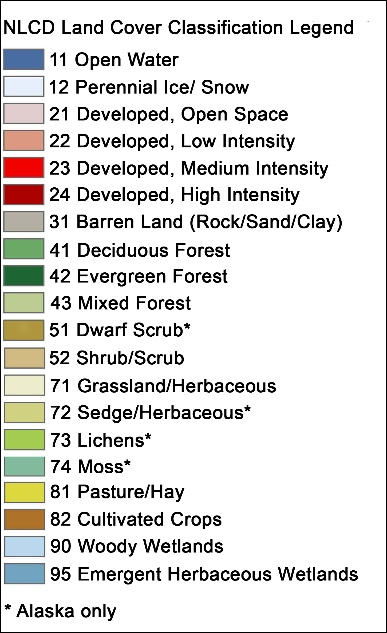 NLCD Land Cover Classification Legend
11 Open Water
12 Perennial Ice/ Snow
21 Developed, Open Space
22 Developed, Low Intensity
23 Developed, Medium Intensity
24 Developed, High Intensity
31 Barren Land (Rock/Sand/Clay)
41 Deciduous Forest
42 Evergreen Forest
43 Mixed Forest
51 Dwarf Scrub*
52 Shrub/Scrub
71 Grassland/Herbaceous
72 Sedge/Herbaceous*
73 Lichens*
74 Moss*
81 Pasture/Hay
82 Cultivated Crops
90 Woody Wetlands
95 Emergent Herbaceous Wetlands
* Alaska only